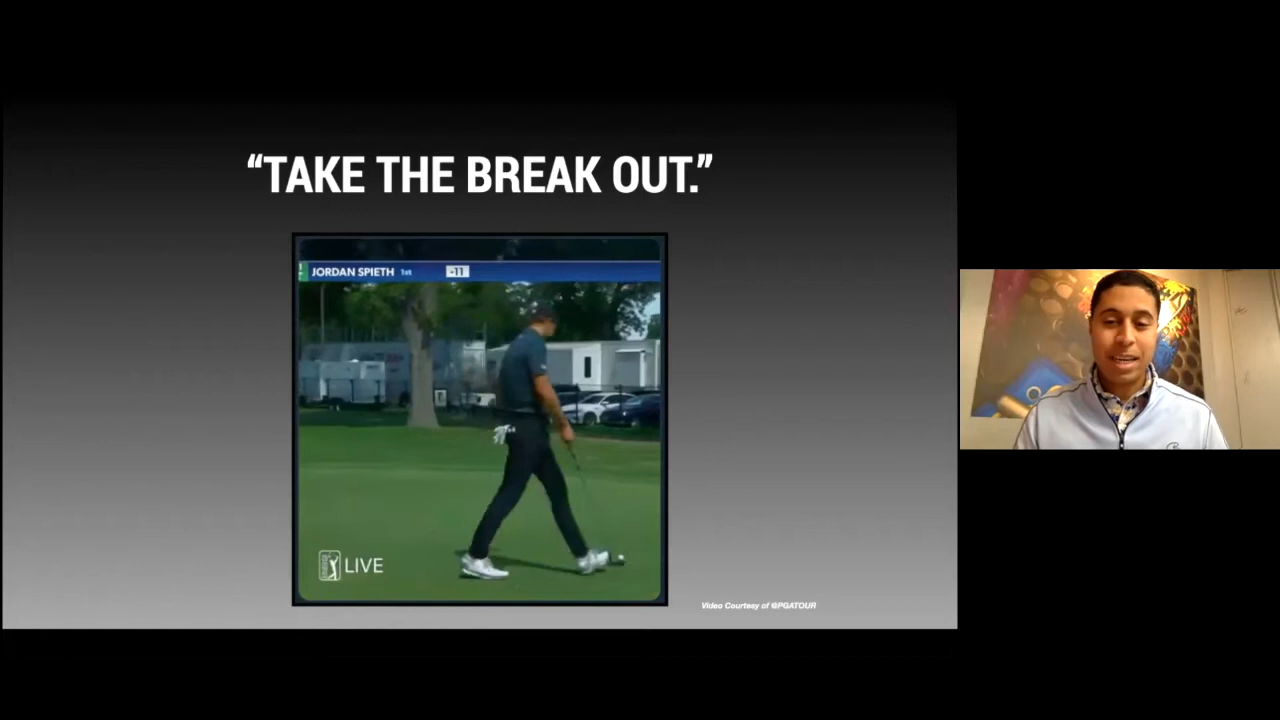 “TAKE THE BREAK OUT.”
JORDAN SPIETH 1st -11
LIVE
Video Courtesy of @PGATOUR